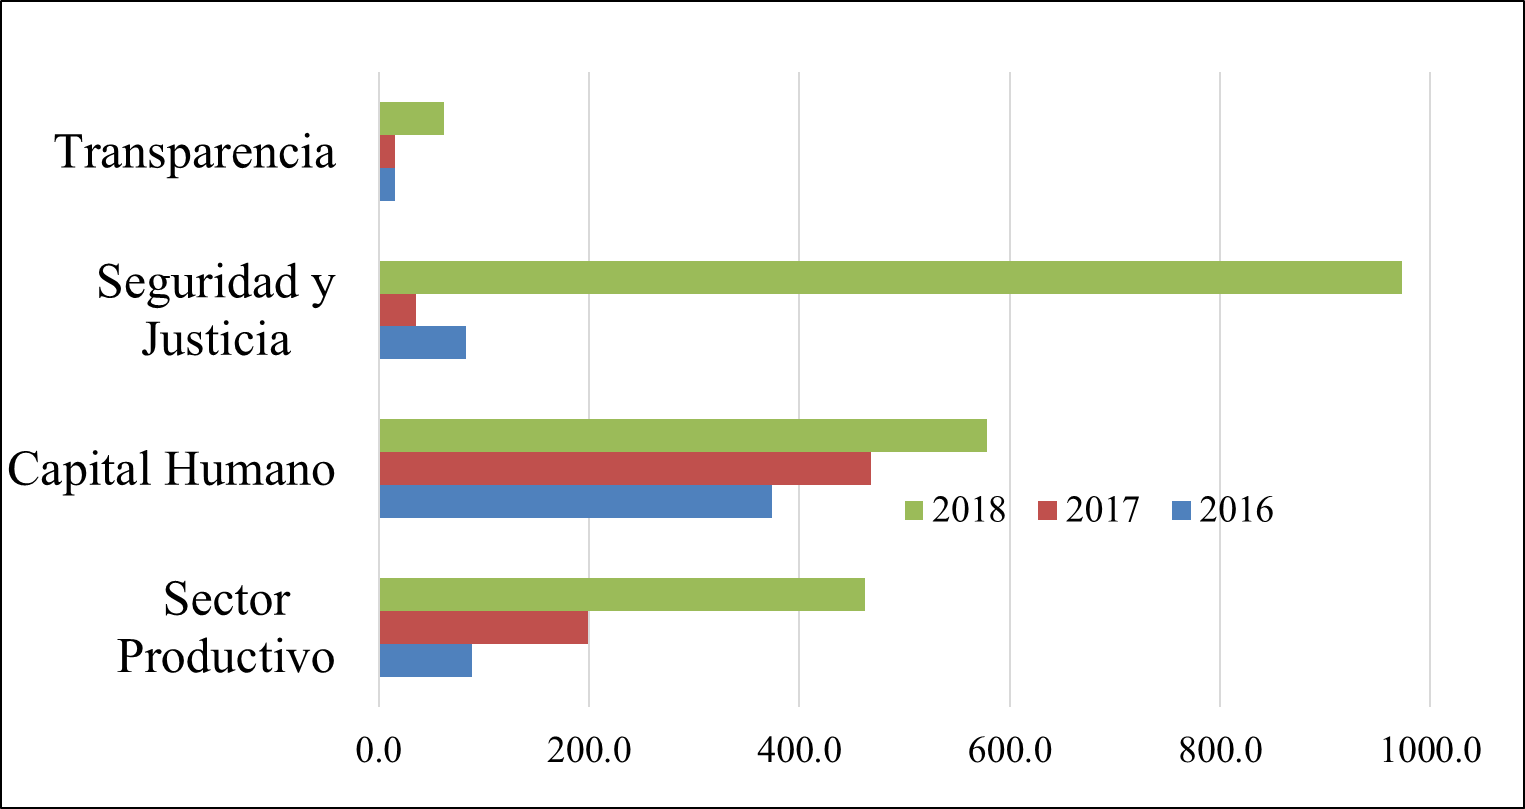 Transparencia
Seguridad y
Justicia
Capital Humano
2018 2017 2016
Sector
Productivo
0.0 200.0 400.0 600.0 800.0 1000.0